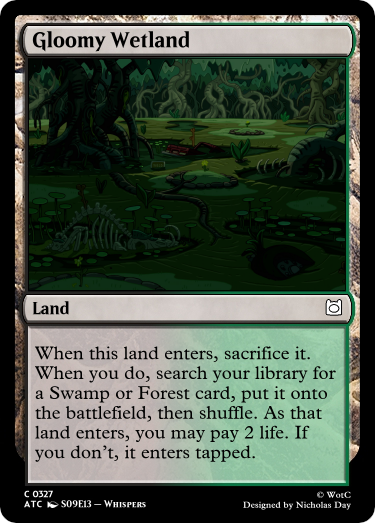 Gloomy Wetland
Land
When this land enters, sacrifice it.
When you do, search your library for
a Swamp or Forest card, put it onto
the battlefield, then shuffle. As that
land enters, you may pay 2 life. If
you don't, it enters tapped.
C 0327
ATC S09E13 — Whispers
© WotC
Designed by Nicholas Day